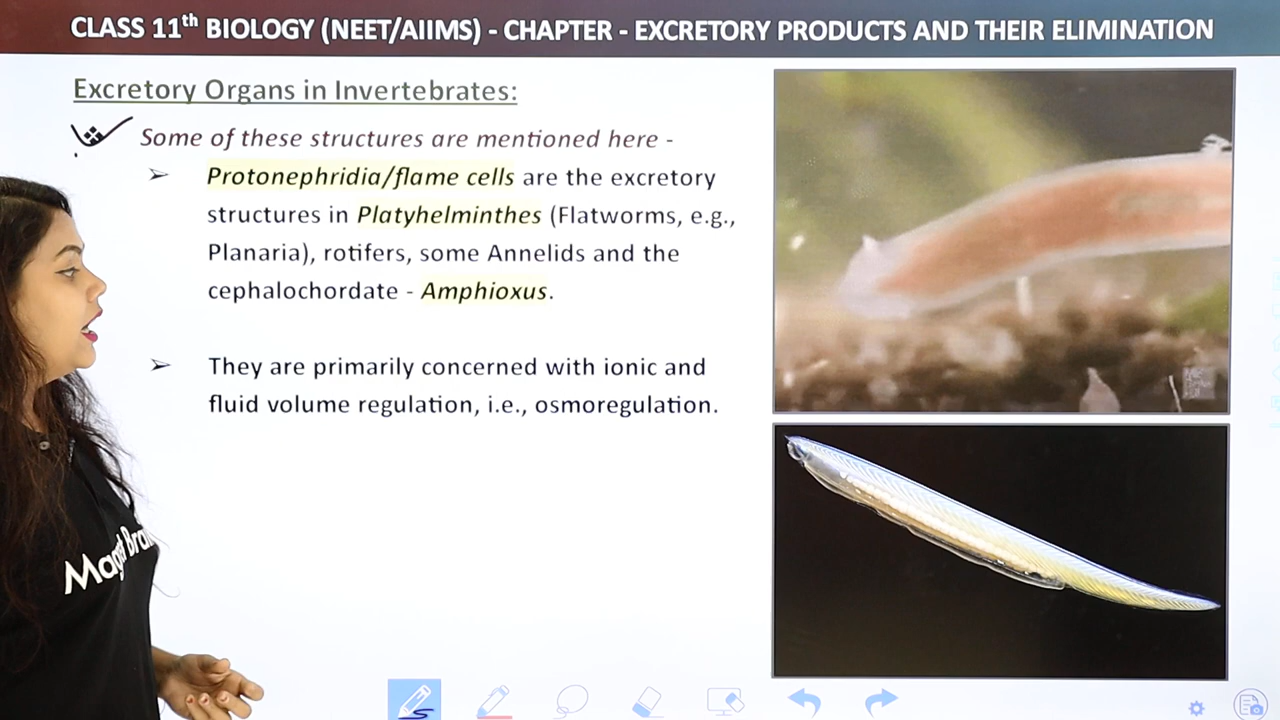 CLASS 11th BIOLOGY (NEET/AIIMS) - CHAPTER - EXCRETORY PRODUCTS AND THEIR ELIMINATION
Excretory Organs in Invertebrates:
Some of these structures are mentioned here -
Protonephridia/flame cells are the excretory
structures in Platyhelminthes (Flatworms, e.g.,
Planaria), rotifers, some Annelids and the
cephalochordate - Amphioxus.
They are primarily concerned with ionic and
fluid volume regulation, i.e., osmoregulation.